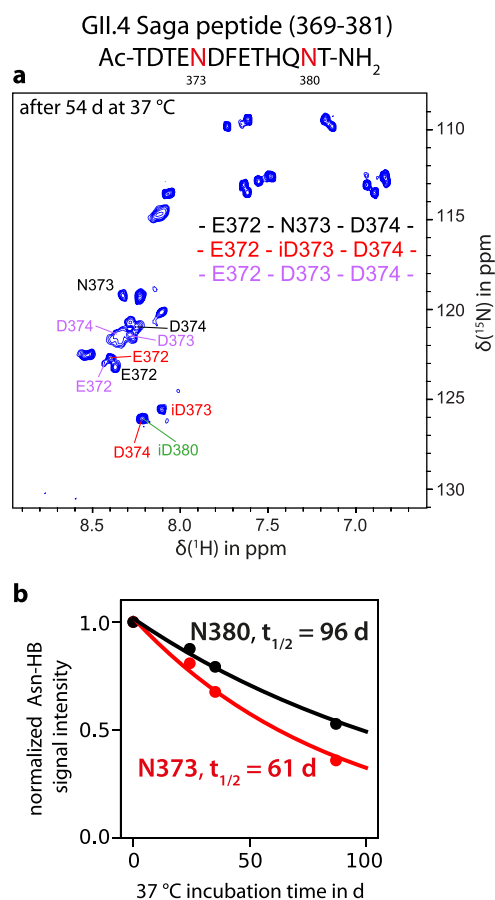 GII.4 Saga peptide (369-381)
Ac-TDTENDFETHQNT-NH2
373 380
a
after 54 d at 37 °C
110
- E372 - N373 - D374 -
- E372 - iD373 - D374 -
- E372 - D373 - D374 -
115
N373
120
D374 D373 D374
E372
E372 E372
125
iD373
D374 iD380
130
δ(¹⁵N) in ppm
8.5 8.0 7.5 7.0
δ(¹H) in ppm
b
1.0
N380, t1/2 = 96 d
0.5
N373, t1/2 = 61 d
0.0
normalized Asn-HB
signal intensity
0 50 100
37 °C incubation time in d